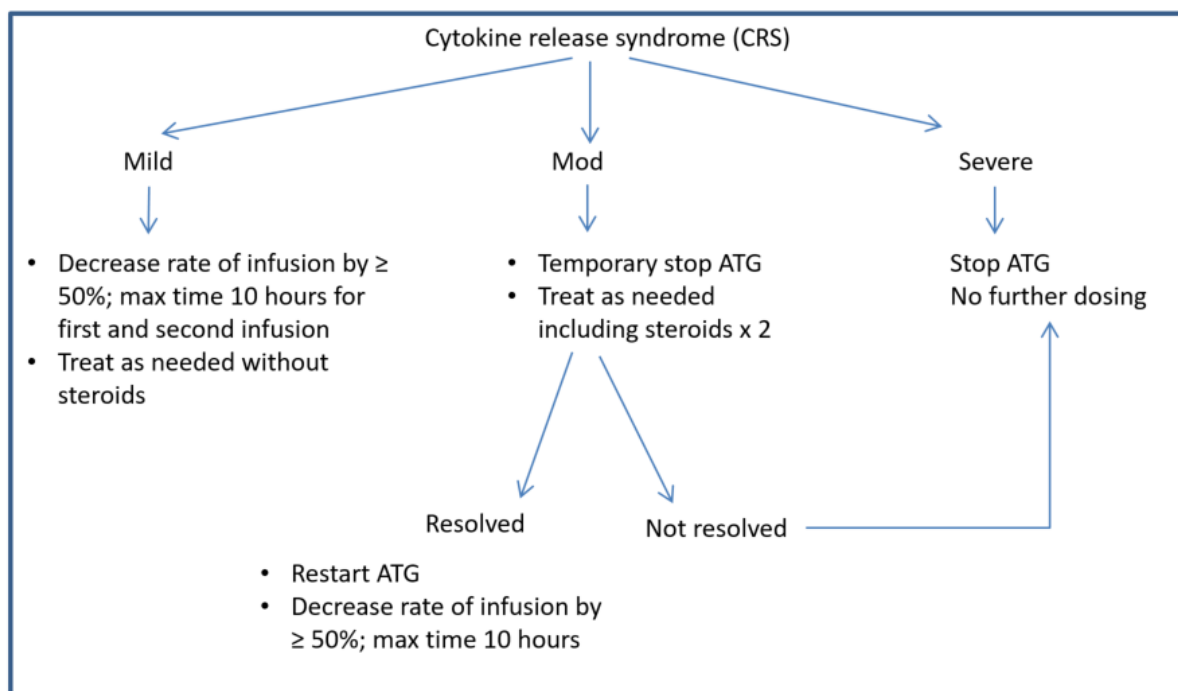 Cytokine release syndrome (CRS)
Mild
Mod
Severe
• Decrease rate of infusion by ≥
50%; max time 10 hours for
first and second infusion
• Treat as needed without
steroids
• Temporary stop ATG
• Treat as needed
including steroids x 2
Stop ATG
No further dosing
Resolved
Not resolved
• Restart ATG
• Decrease rate of infusion by
≥ 50%; max time 10 hours